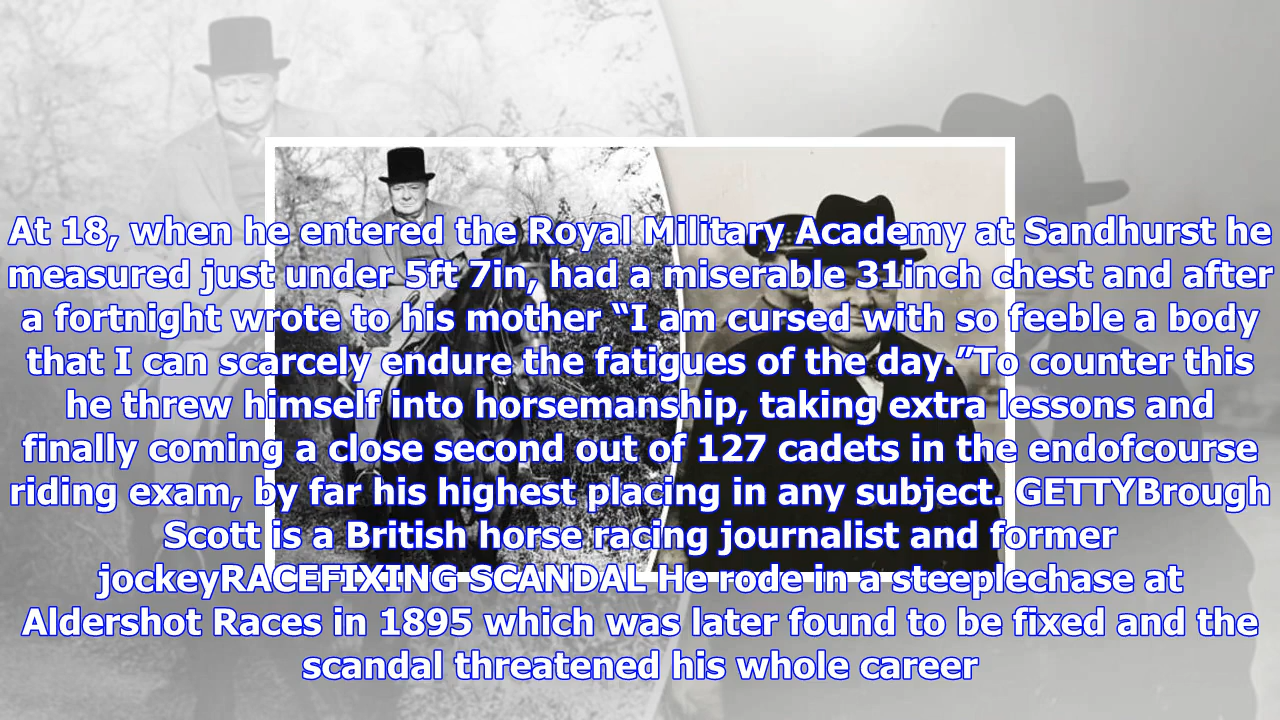 At 18, when he entered the Royal Military Academy at Sandhurst he
measured just under 5ft 7in, had a miserable 31inch chest and after
a fortnight wrote to his mother “I am cursed with so feeble a body
that I can scarcely endure the fatigues of the day.”To counter this
he threw himself into horsemanship, taking extra lessons and
finally coming a close second out of 127 cadets in the endofcourse
riding exam, by far his highest placing in any subject. GETTYBrough
Scott is a British horse racing journalist and former
jockeyRACEFIXING SCANDAL He rode in a steeplechase at
Aldershot Races in 1895 which was later found to be fixed and the
scandal threatened his whole career